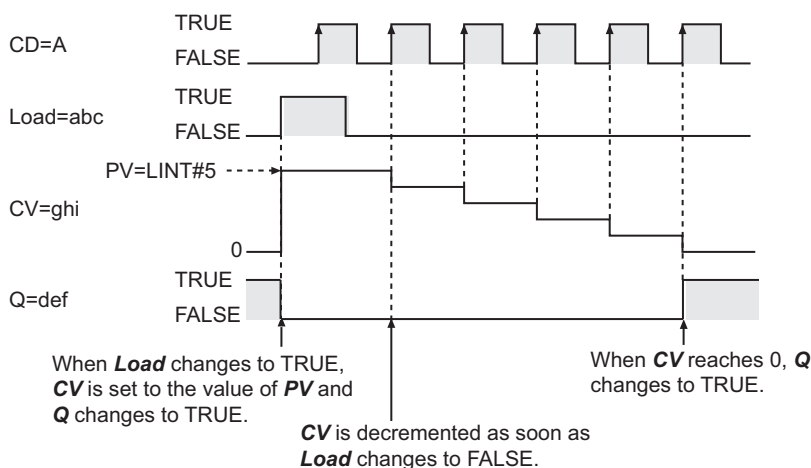 TRUE
CD=A
FALSE
TRUE
Load=abc
FALSE
PV=LINT#5
CV=ghi
0
TRUE
Q=def
FALSE
When Load changes to TRUE,
CV is set to the value of PV and
Q changes to TRUE.
CV is decremented as soon as
Load changes to FALSE.
When CV reaches 0, Q
changes to TRUE.